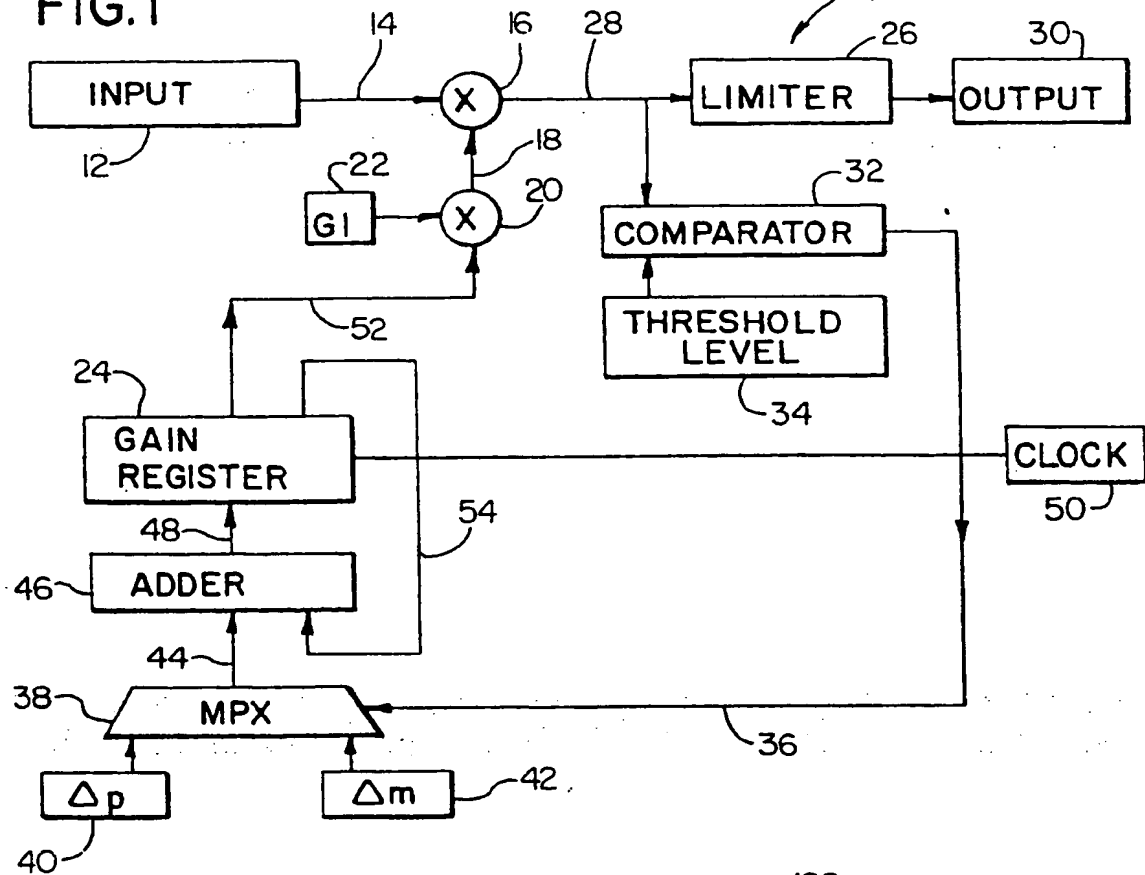 FIG.1
14
16
28
26
30
INPUT
X
LIMITER
OUTPUT
12
18
22
20
32
GI
X
COMPARATOR
52
THRESHOLD
LEVEL
24
34
GAIN
REGISTER
CLOCK
50
48
54
46
ADDER
44
38
MPX
36
Δp
Δm
42
40